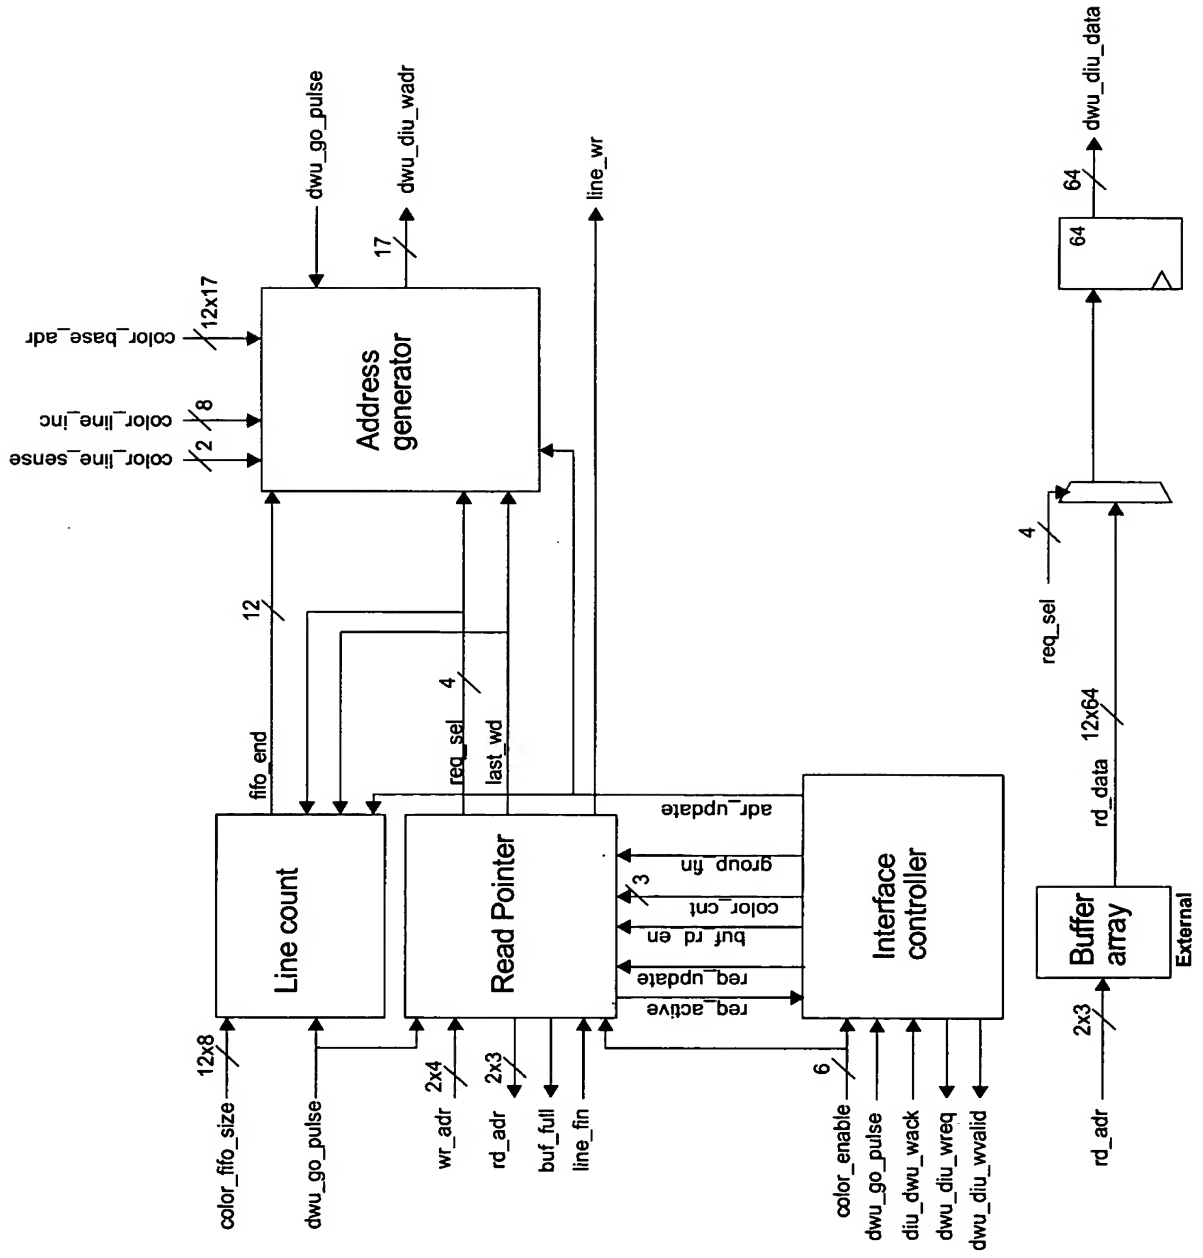 color_line_sense
color_line_inc
color_base_adr
2
8
12x17
dwu_go_pulse
Address
generator
17
dwu_diu_wadr
line_wr
12
fifo_end
4
req_sel
last_wd
color_fifo_size
12x8
dwu_go_pulse
Line count
wr_adr
2x4
rd_adr
2x3
buf_full
line_fin
Read Pointer
req_active
req_update
buf_rd_en
color_cnt
3
group_fin
adr_update
color_enable
6
dwu_go_pulse
diu_dwu_wack
dwu_diu_wreq
dwu_diu_wvalid
Interface
controller
rd_adr
2x3
Buffer
array
External
rd_data
12x64
req_sel
4
64
64
dwu_diu_data